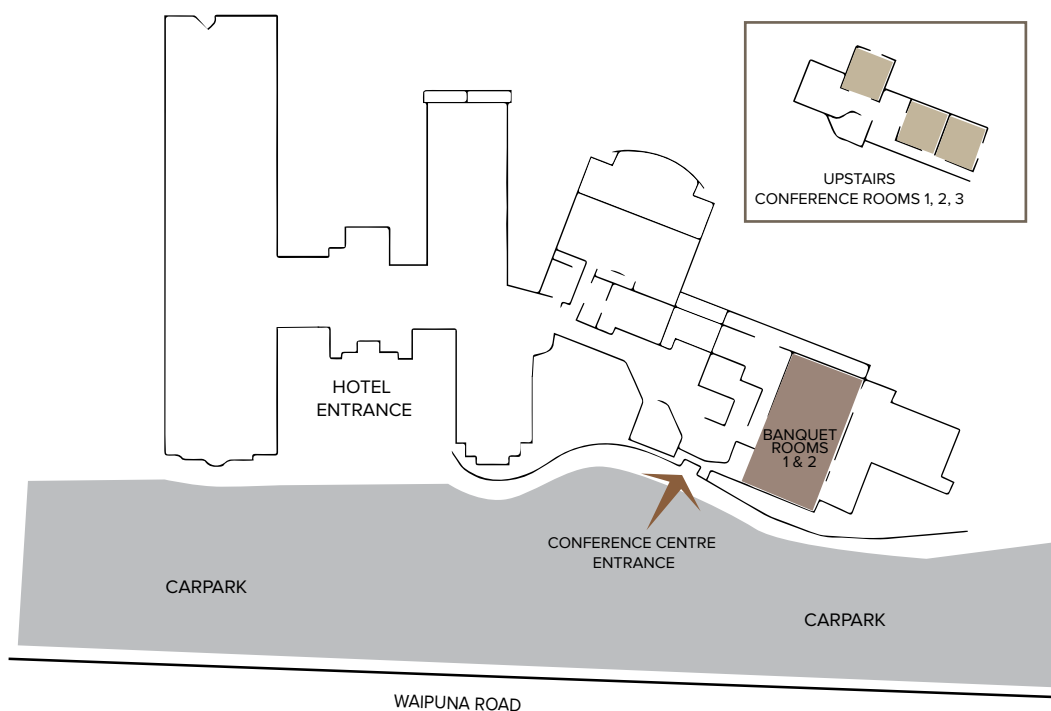 UPSTAIRS
CONFERENCE ROOMS 1, 2, 3
HOTEL
ENTRANCE
BANQUET
ROOMS
1 & 2
CONFERENCE CENTRE
ENTRANCE
CARPARK
CARPARK
WAIPUNA ROAD